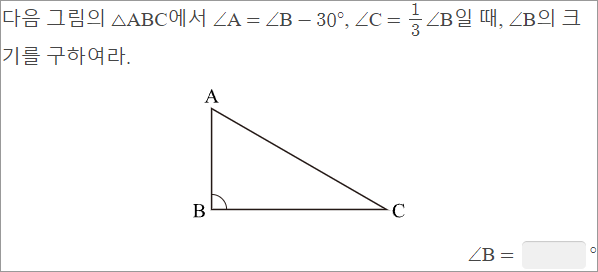 다음 그림의 △ABC에서 ∠A = ∠B − 30°, ∠C = 1/3 ∠B일 때, ∠B의 크
기를 구하여라.
A
B
C
∠B = °